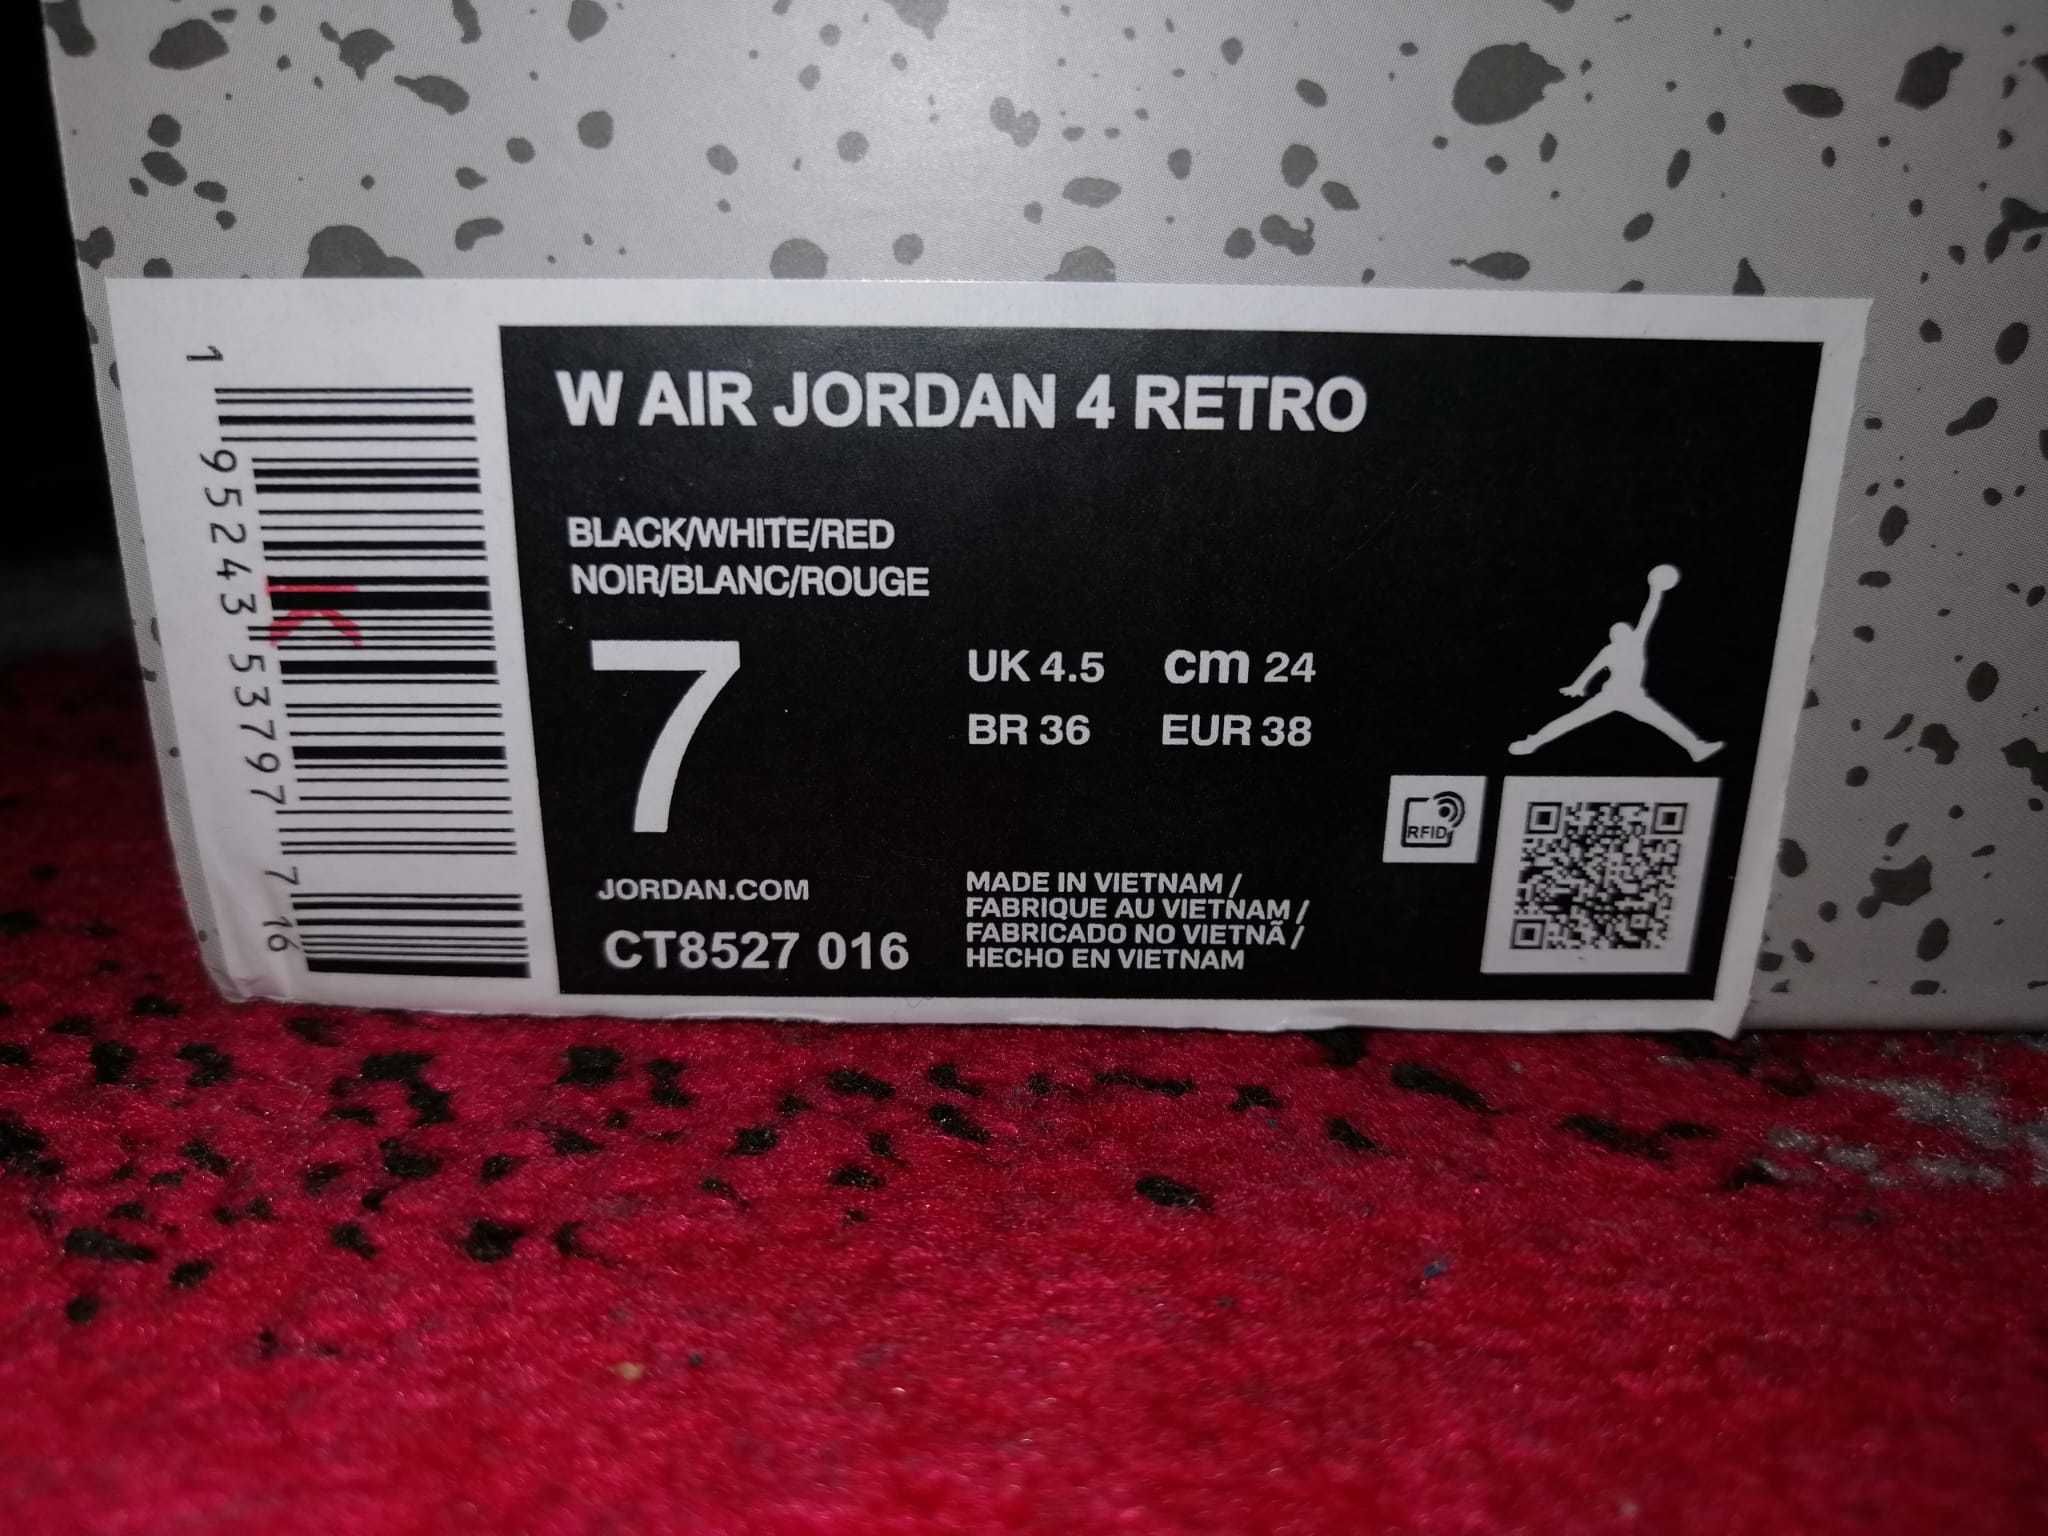 W AIR JORDAN 4 RETRO
BLACK/WHITE/RED
NOIR/BLANC/ROUGE
7
UK 4.5 cm 24
BR 36 EUR 38
RFID
JORDAN.COM
CT8527 016
MADE IN VIETNAM /
FABRIQUE AU VIETNAM /
FABRICADO NO VIETNÃ /
HECHO EN VIETNAM
1 95243 53797 7 16
K